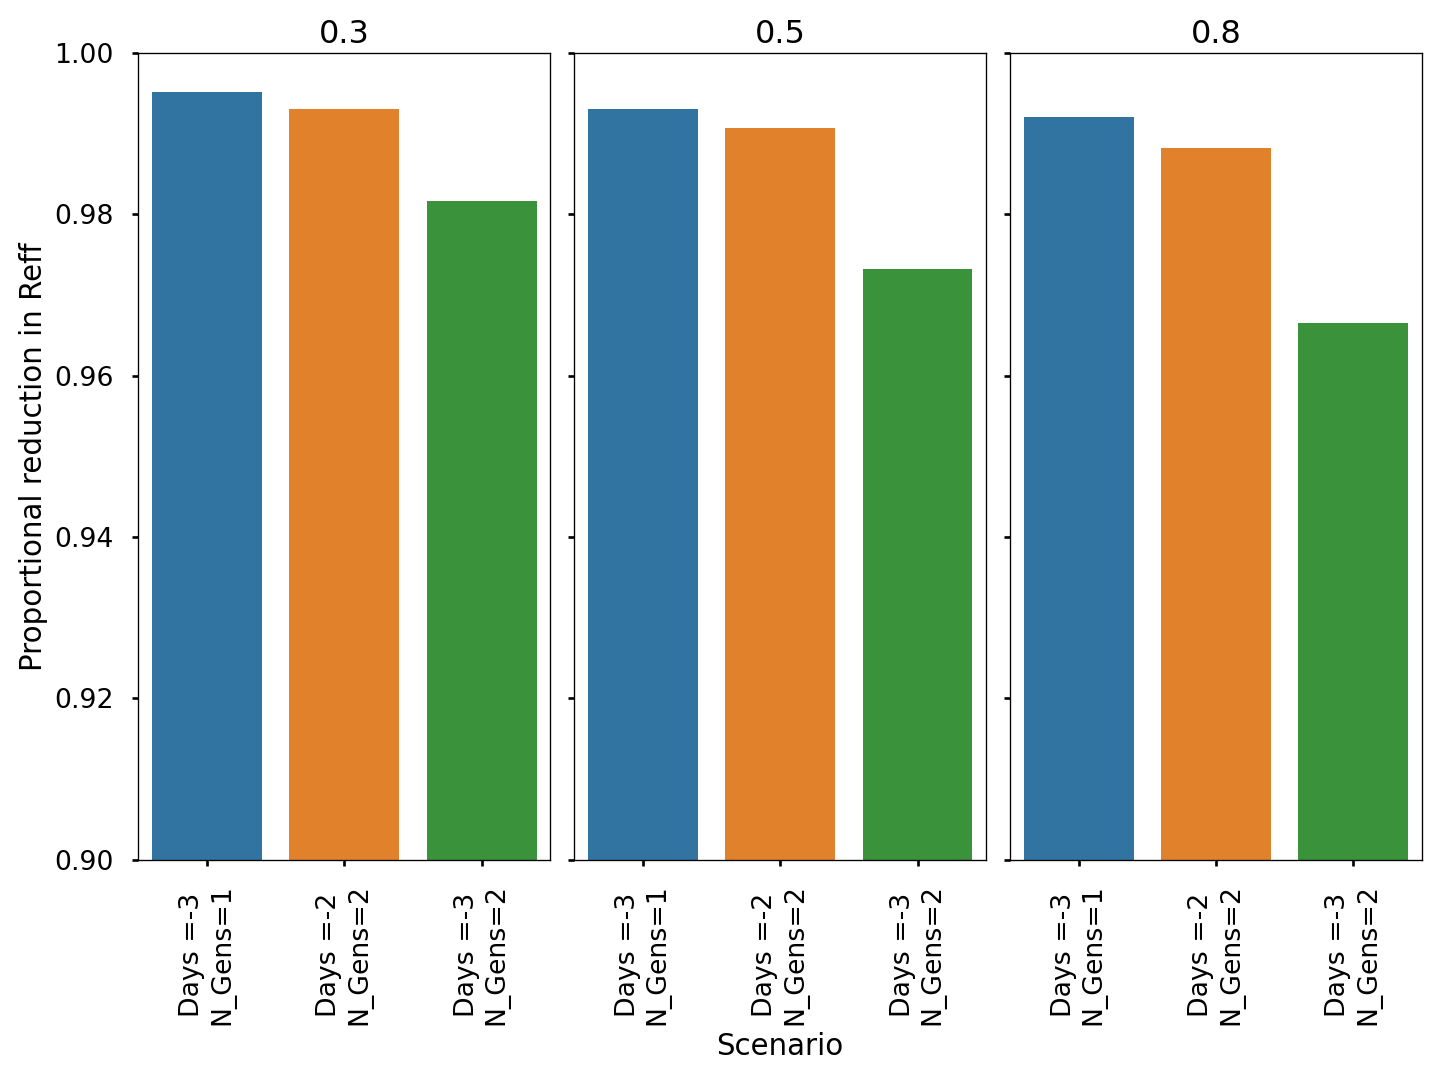 0.3
0.5
0.8
Proportional reduction in Reff
1.00
0.98
0.96
0.94
0.92
0.90
Days =-3
N_Gens=1
Days =-2
N_Gens=2
Days =-3
N_Gens=2
Days =-3
N_Gens=1
Days =-2
N_Gens=2
Days =-3
N_Gens=2
Days =-3
N_Gens=1
Days =-2
N_Gens=2
Days =-3
N_Gens=2
Scenario